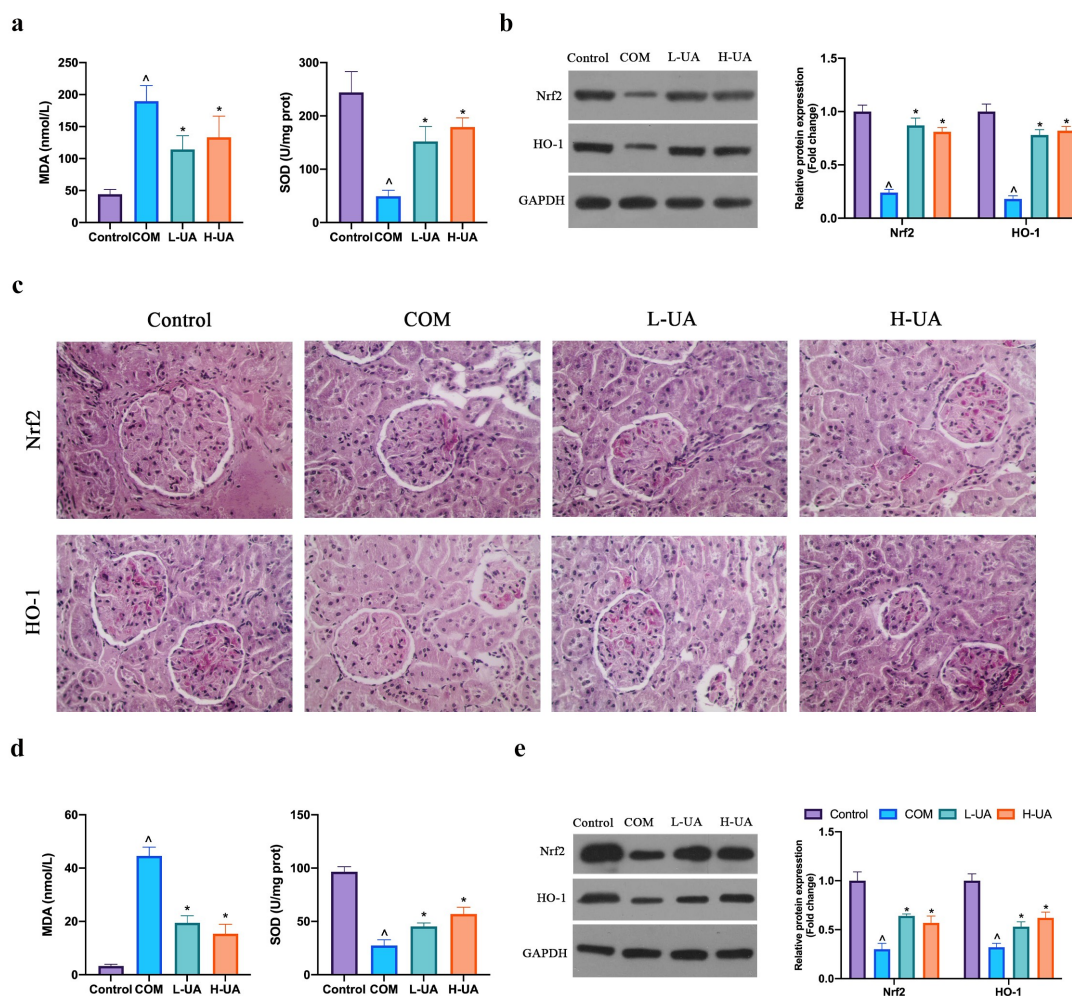 a
MDA (nmol/L)
250
200
150
100
50
0
^
*
*
Control COM L-UA H-UA
SOD (U/mg prot)
300
200
100
0
^
*
*
Control COM L-UA H-UA
b
Control COM L-UA H-UA
Nrf2
HO-1
GAPDH
Relative protein expresstion
(Fold change)
1.5
1.0
0.5
0.0
^
*
*
^
*
*
Nrf2 HO-1
c
Control COM L-UA H-UA
Nrf2
HO-1
d
MDA (nmol/L)
60
40
20
0
^
*
*
Control COM L-UA H-UA
SOD (U/mg prot)
150
100
50
0
^
*
*
Control COM L-UA H-UA
e
Control COM L-UA H-UA
Nrf2
HO-1
GAPDH
Control COM L-UA H-UA
Relative protein expresstion
(Fold change)
1.5
1.0
0.5
0.0
^
*
*
^
*
*
Nrf2 HO-1